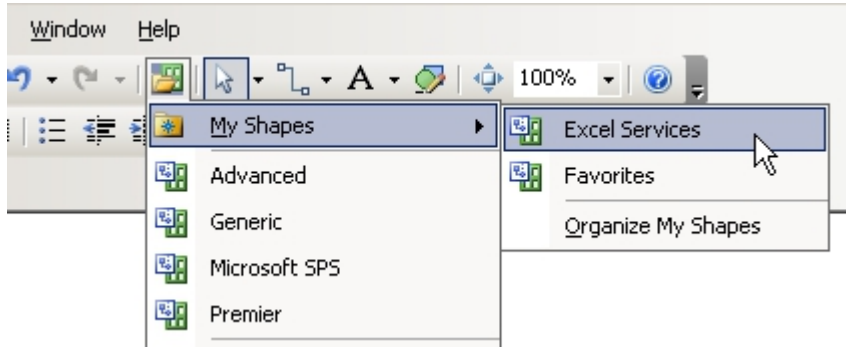 Window Help
A 100%
My Shapes Excel Services
Advanced Favorites
Generic Organize My Shapes
Microsoft SPS
Premier